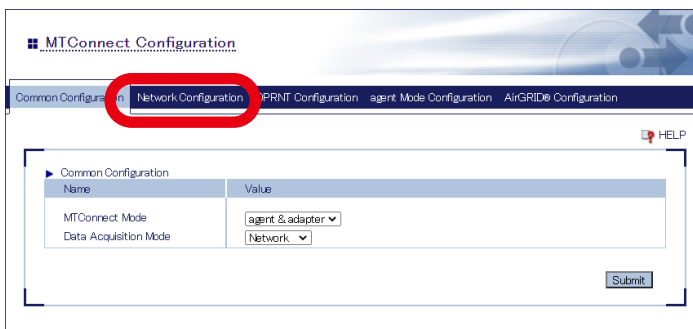 MTConnect Configuration
Common Configuration Network Configuration DPRNT Configuration agent Mode Configuration AirGRID® Configuration
HELP
Common Configuration
Name Value
MTConnect Mode agent & adapter
Data Acquisition Mode Network
Submit